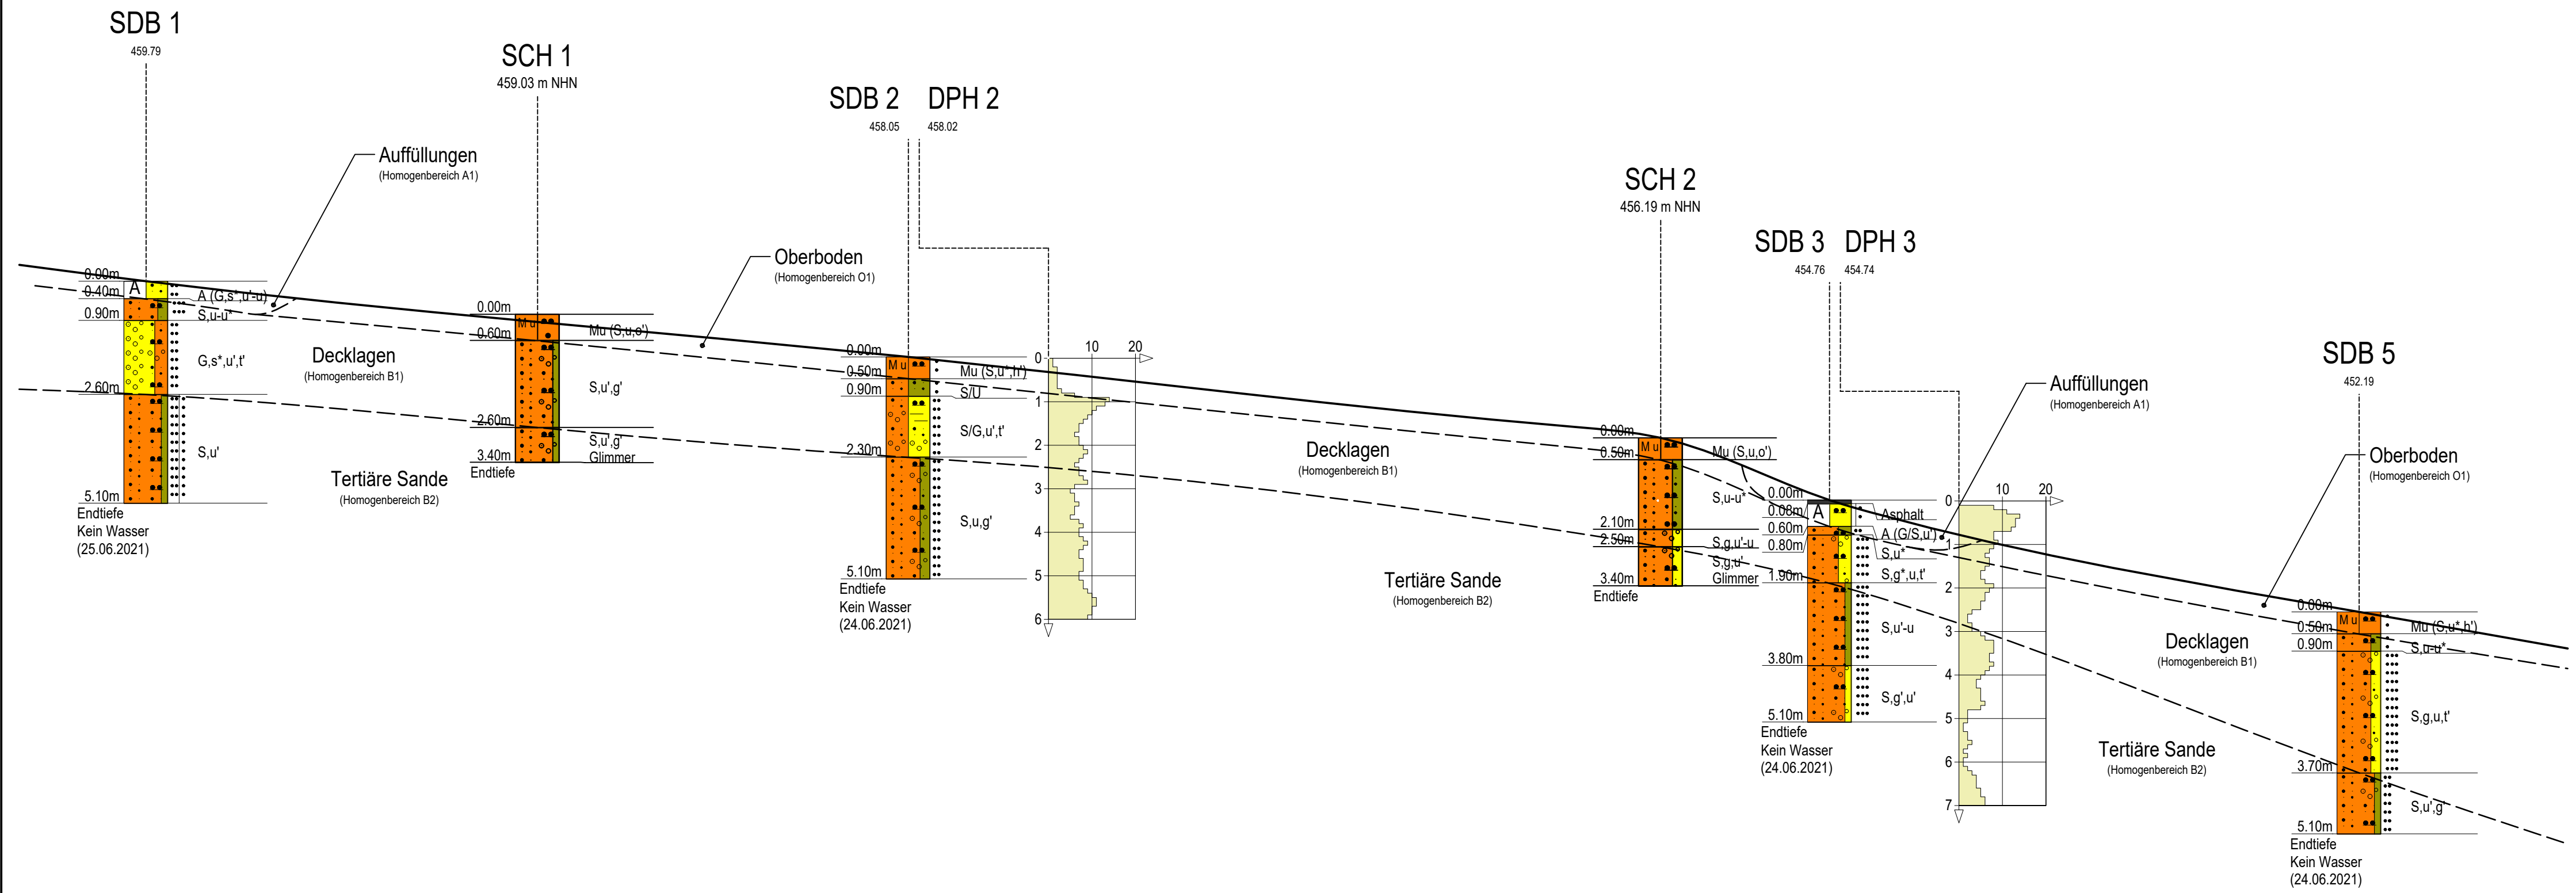 SDB 1
459.79
SCH 1
459.03 m NHN
SDB 2
458.05
DPH 2
458.02
SCH 2
456.19 m NHN
SDB 3
454.76
DPH 3
454.74
SDB 5
452.19
Auffüllungen
(Homogenbereich A1)
Oberboden
(Homogenbereich O1)
Auffüllungen
(Homogenbereich A1)
Oberboden
(Homogenbereich O1)
0.00m
0.40m
0.90m
2.60m
5.10m
A
A (G,s*,u'-u)
S,u-u*
G,s*,u',t'
S,u'
Endtiefe
Kein Wasser
(25.06.2021)
Decklagen
(Homogenbereich B1)
Tertiäre Sande
(Homogenbereich B2)
0.00m
0.60m
2.60m
3.40m
Mu
Mu (S,u,o')
S,u',g'
S,u',g'
Glimmer
Endtiefe
0.00m
0.50m
0.90m
2.30m
5.10m
Mu
Mu (S,u*,h')
S/U
S/G,u',t'
S,u,g'
Endtiefe
Kein Wasser
(24.06.2021)
10
20
0
1
2
3
4
5
6
Decklagen
(Homogenbereich B1)
Tertiäre Sande
(Homogenbereich B2)
0.00m
0.50m
2.10m
2.50m
3.40m
Mu
Mu (S,u,o')
S,u-u*
S,g,u'-u
S,g,u'
Glimmer
Endtiefe
0.00m
0.08m
0.60m
0.80m
1.90m
3.80m
5.10m
A
Asphalt
A (G/S,u')
S,u*
S,g*,u,t'
S,u'-u
S,g',u'
Endtiefe
Kein Wasser
(24.06.2021)
10
20
0
1
2
3
4
5
6
7
Decklagen
(Homogenbereich B1)
Tertiäre Sande
(Homogenbereich B2)
0.00m
0.50m
0.90m
3.70m
5.10m
Mu
Mu (S,u*,h')
S,u-u*
S,g,u,t'
S,u',g'
Endtiefe
Kein Wasser
(24.06.2021)